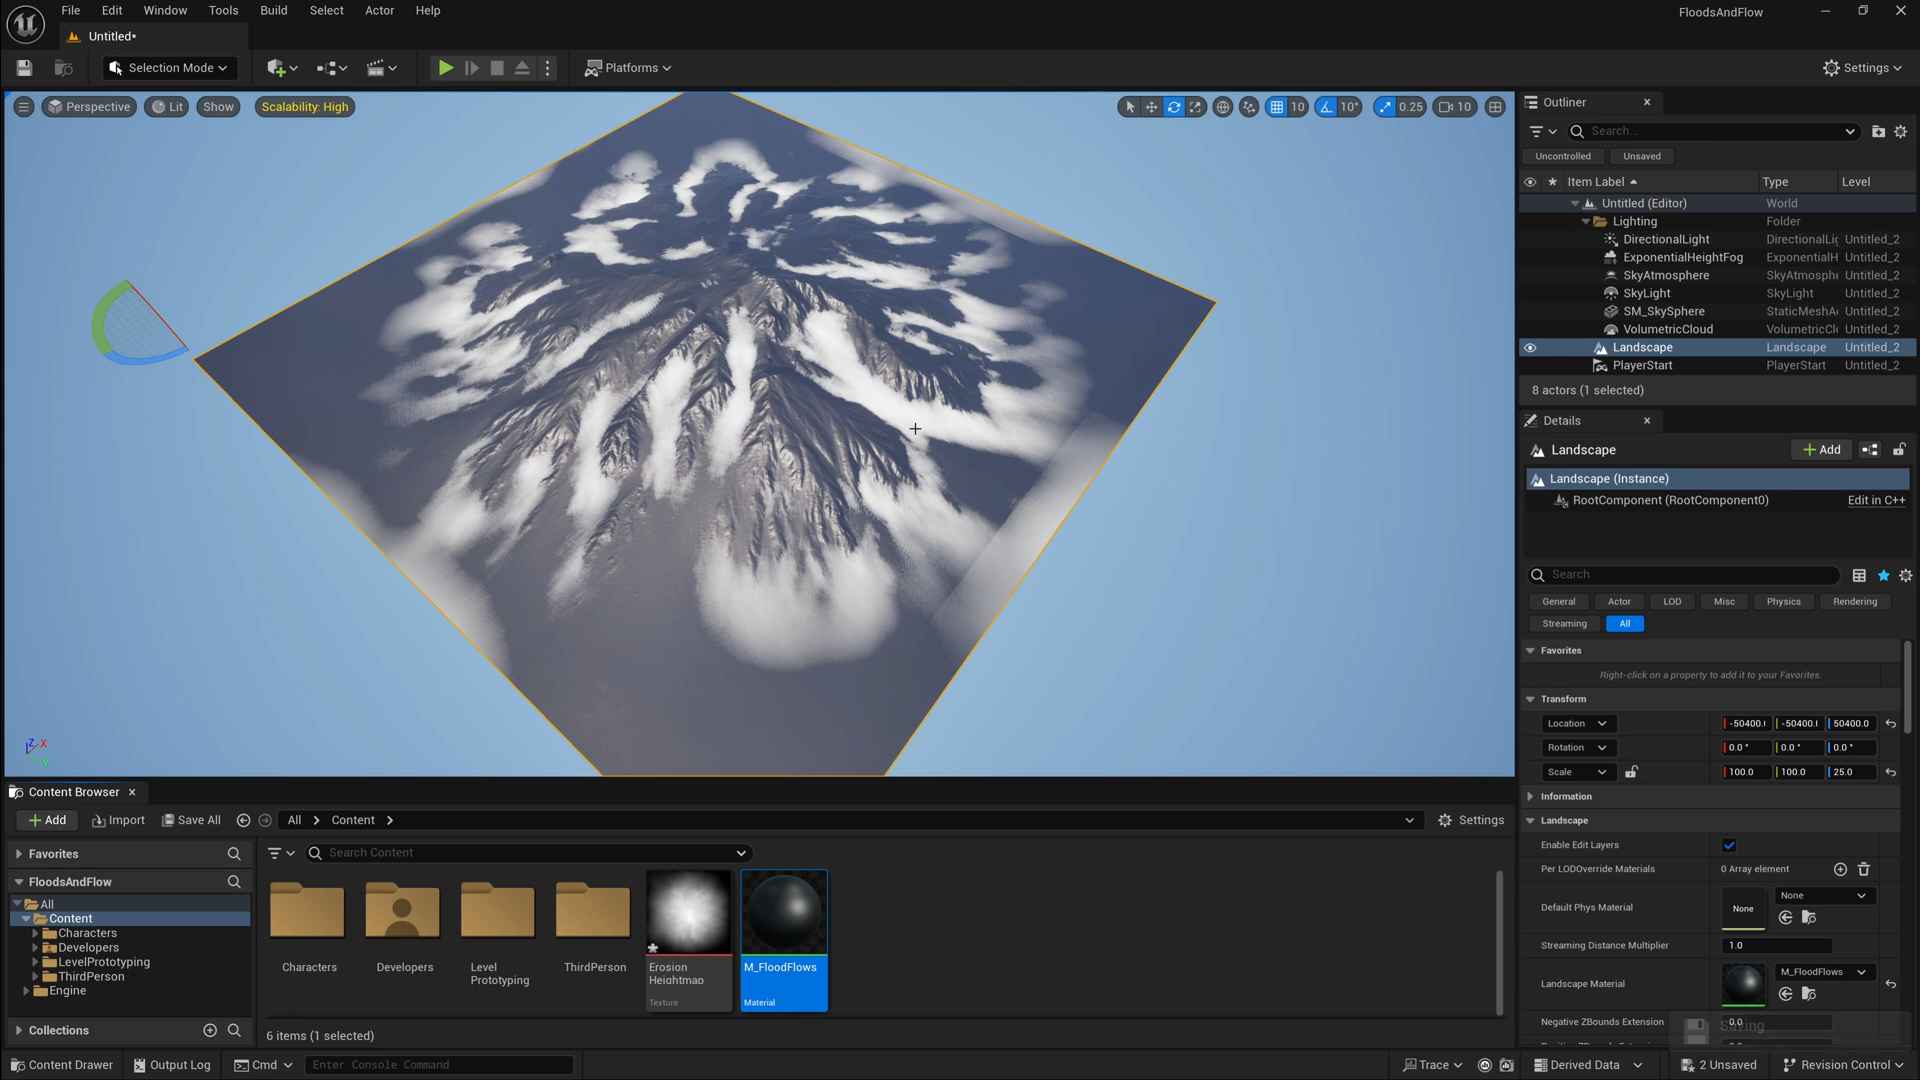 File Edit Window Tools Build Select Actor Help
FloodsAndFlow
Untitled*
Selection Mode
Platforms
Settings
Perspective Lit Show Scalability: High
10 10° 0.25 10
Outliner
Search...
Uncontrolled Unsaved
Item Label Type Level
Untitled (Editor) World
Lighting Folder
DirectionalLight DirectionalLig Untitled_2
ExponentialHeightFog ExponentialH Untitled_2
SkyAtmosphere SkyAtmosphe Untitled_2
SkyLight SkyLight Untitled_2
SM_SkySphere StaticMeshAc Untitled_2
VolumetricCloud VolumetricClo Untitled_2
Landscape Landscape Untitled_2
PlayerStart PlayerStart Untitled_2
8 actors (1 selected)
Details
Landscape Add
Landscape (Instance)
RootComponent (RootComponent0) Edit in C++
Search
General Actor LOD Misc Physics Rendering
Streaming All
Favorites
Right-click on a property to add it to your Favorites.
Transform
Location -50400.( -50400.( 50400.0
Rotation 0.0 ° 0.0 ° 0.0 °
Scale 100.0 100.0 25.0
Information
Landscape
Enable Edit Layers
Per LODOverride Materials 0 Array element
Default Phys Material None None
Streaming Distance Multiplier 1.0
Landscape Material M_FloodFlows
Negative ZBounds Extension 0.0
Saving
Z X
Y
Content Browser
Add Import Save All All Content Settings
Favorites
Search Content
FloodsAndFlow
All
Content
Characters
Developers
LevelPrototyping
ThirdPerson
Engine
Collections
Characters
Developers
Level
Prototyping
ThirdPerson
Erosion
Heightmap
Texture
M_FloodFlows
Material
6 items (1 selected)
Content Drawer Output Log Cmd Enter Console Command Trace Derived Data 2 Unsaved Revision Control